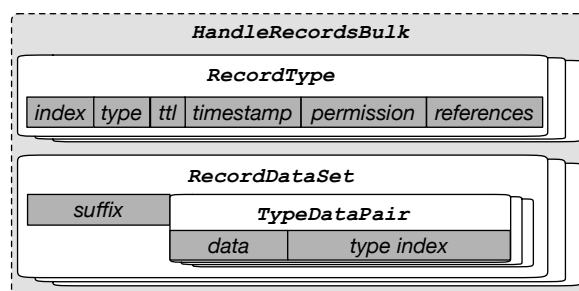 HandleRecordsBulk
RecordType
index type ttl timestamp permission references
RecordDataSet
suffix
TypeDataPair
data type index